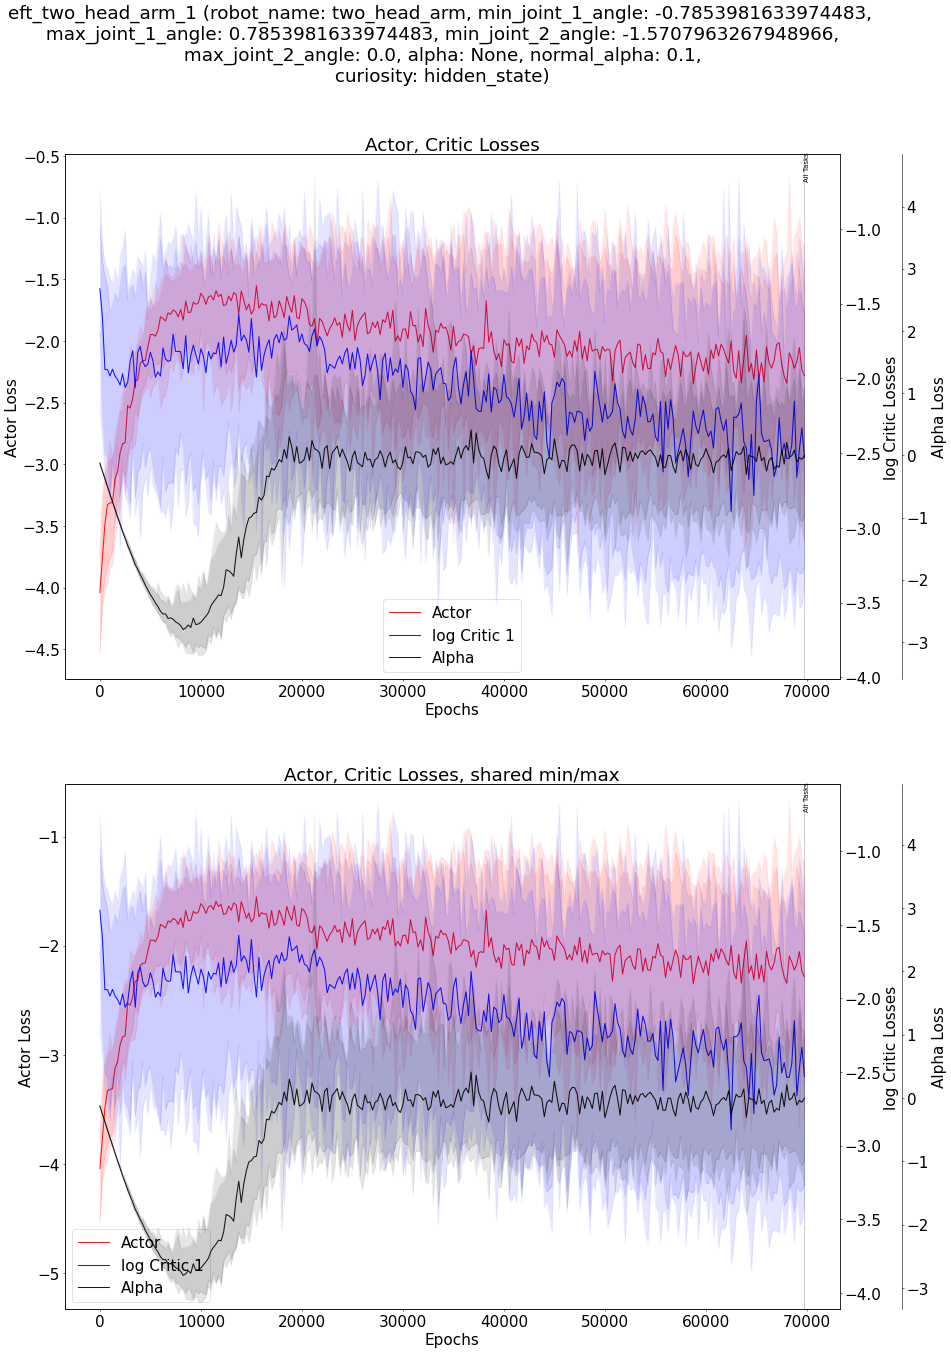 eft_two_head_arm_1 (robot_name: two_head_arm, min_joint_1_angle: -0.7853981633974483,
max_joint_1_angle: 0.7853981633974483, min_joint_2_angle: -1.5707963267948966,
max_joint_2_angle: 0.0, alpha: None, normal_alpha: 0.1,
curiosity: hidden_state)
Actor, Critic Losses
All Tasks
−0.5
−1.0
−1.5
−2.0
−2.5
−3.0
−3.5
−4.0
−4.5
Actor Loss
−1.0
−1.5
−2.0
−2.5
−3.0
−3.5
−4.0
log Critic Losses
4
3
2
1
0
−1
−2
−3
Alpha Loss
Actor
log Critic 1
Alpha
0 10000 20000 30000 40000 50000 60000 70000
Epochs
Actor, Critic Losses, shared min/max
All Tasks
−1
−2
−3
−4
−5
Actor Loss
−1.0
−1.5
−2.0
−2.5
−3.0
−3.5
−4.0
log Critic Losses
4
3
2
1
0
−1
−2
−3
Alpha Loss
Actor
log Critic 1
Alpha
0 10000 20000 30000 40000 50000 60000 70000
Epochs